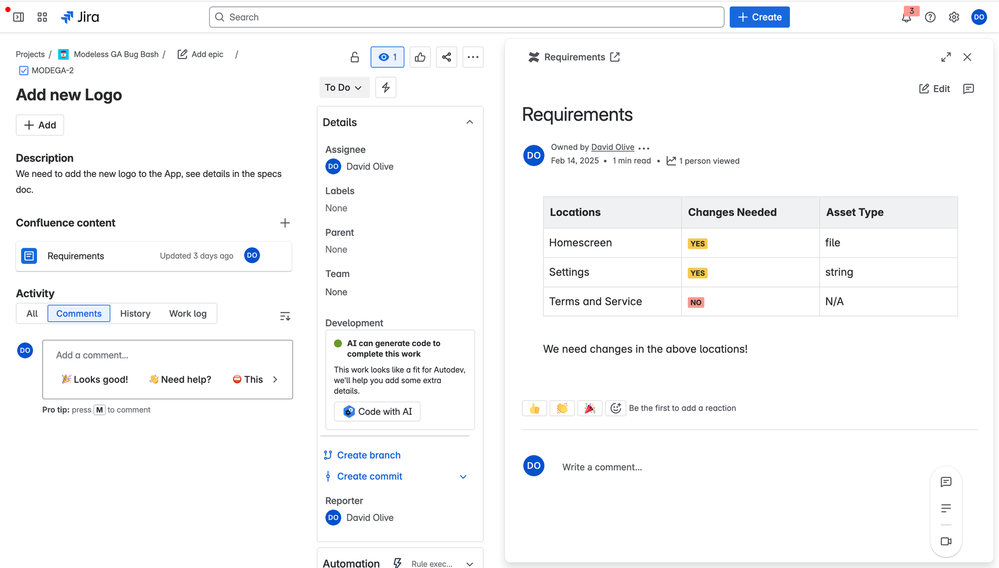 Jira
Search
+ Create
3
DO
Projects / Modeless GA Bug Bash / Add epic /
MODEGA-2
1
Add new Logo
+ Add
To Do
Description
We need to add the new logo to the App, see details in the specs
doc.
Confluence content
Requirements Updated 3 days ago DO
Activity
All Comments History Work log
DO
Add a comment...
Looks good! Need help? This
Pro tip: press M to comment
Details
Assignee
DO David Olive
Labels
None
Parent
None
Team
None
Development
AI can generate code to
complete this work
This work looks like a fit for Autodev,
we'll help you add some extra
details.
Code with AI
Create branch
Create commit
Reporter
DO David Olive
Automation Rule exec...
Requirements
Edit
Requirements
DO
Owned by David Olive
Feb 14, 2025 • 1 min read • 1 person viewed
Locations Changes Needed Asset Type
Homescreen YES file
Settings YES string
Terms and Service NO N/A
We need changes in the above locations!
Be the first to add a reaction
DO Write a comment...